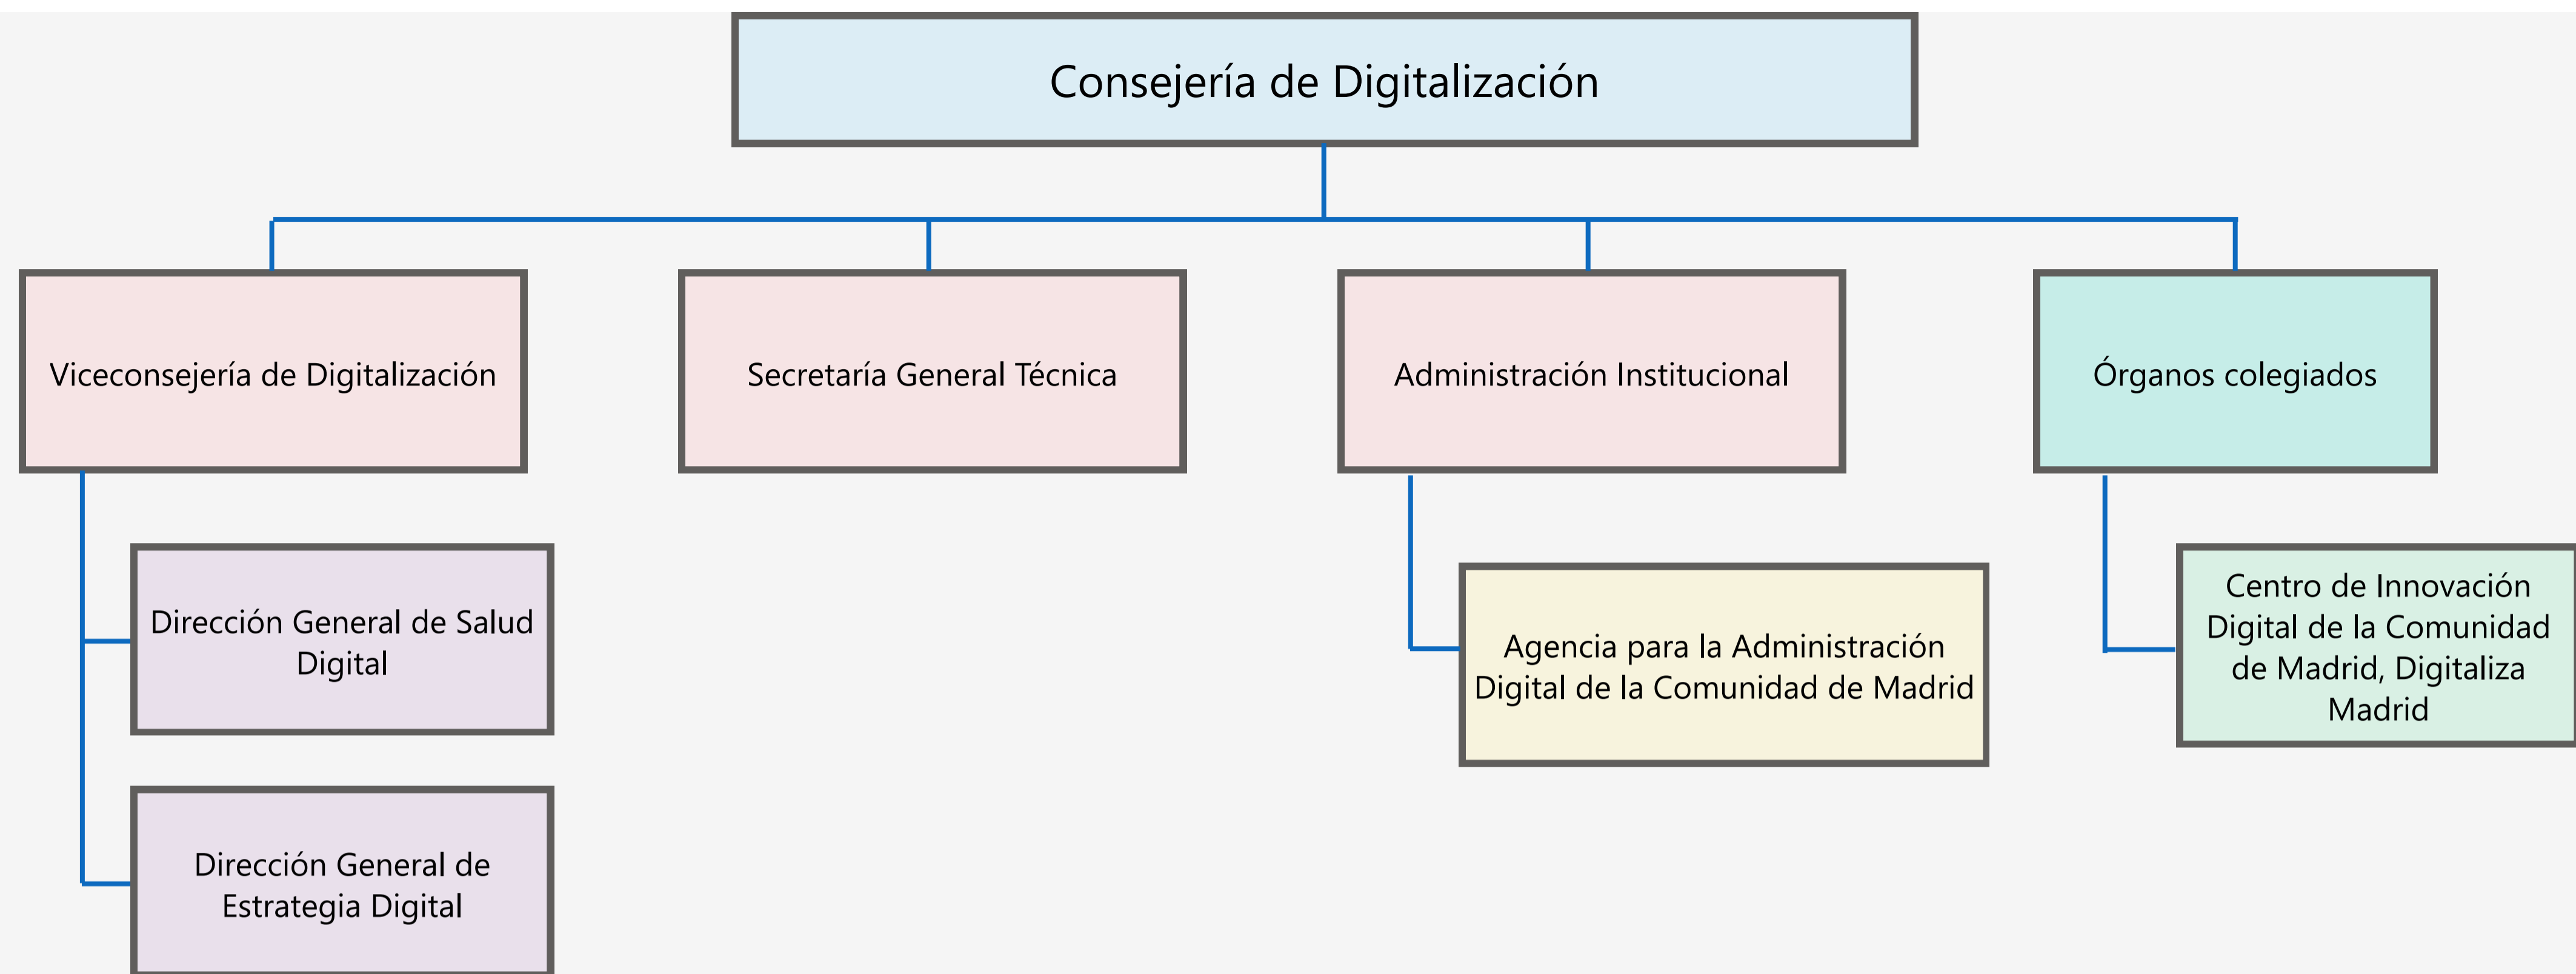 Consejería de Digitalización
Viceconsejería de Digitalización
Secretaría General Técnica
Administración Institucional
Órganos colegiados
Dirección General de Salud
Digital
Agencia para la Administración
Digital de la Comunidad de Madrid
Centro de Innovación
Digital de la Comunidad
de Madrid, Digitaliza
Madrid
Dirección General de
Estrategia Digital